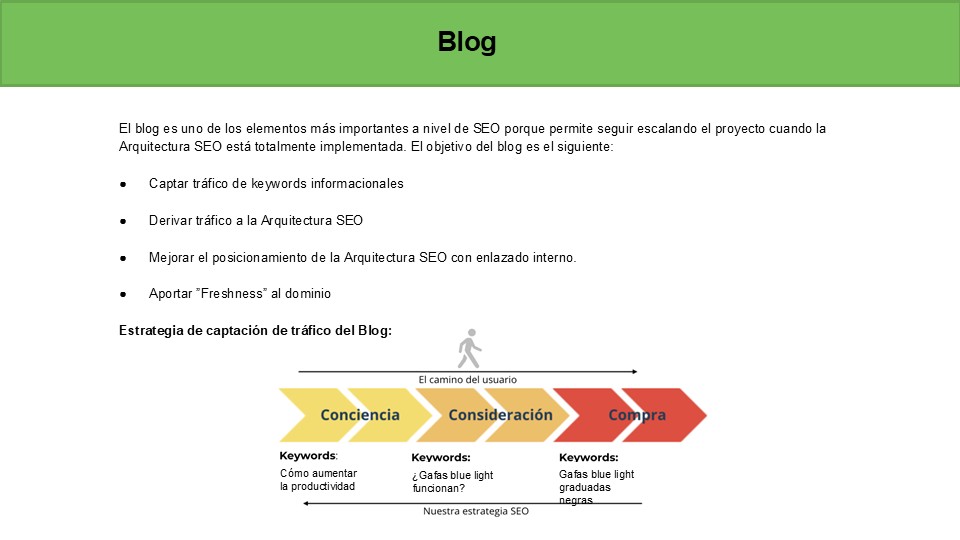 Blog
El blog es uno de los elementos más importantes a nivel de SEO porque permite seguir escalando el proyecto cuando la
Arquitectura SEO está totalmente implementada. El objetivo del blog es el siguiente:
● Captar tráfico de keywords informacionales
● Derivar tráfico a la Arquitectura SEO
● Mejorar el posicionamiento de la Arquitectura SEO con enlazado interno.
● Aportar ”Freshness” al dominio
Estrategia de captación de tráfico del Blog:
El camino del usuario
Conciencia
Consideración
Compra
Keywords:
Cómo aumentar
la productividad
Keywords:
¿Gafas blue light
funcionan?
Keywords:
Gafas blue light
graduadas
negras
Nuestra estrategia SEO